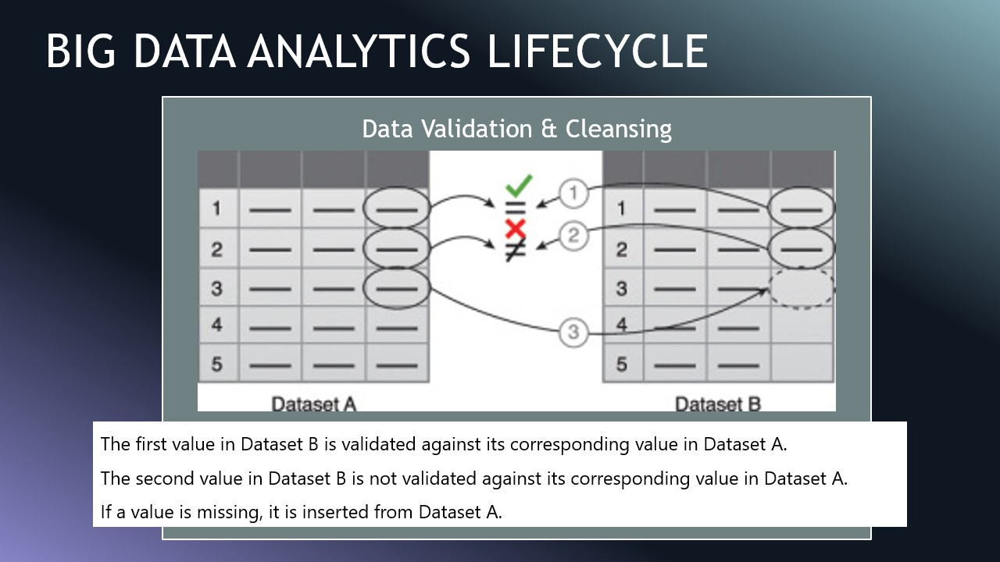 BIG DATA ANALYTICS LIFECYCLE
Data Validation & Cleansing
1 = 1 1
2 ≠ 2 2
3 3
4 3 4
5 5
Dataset A Dataset B
The first value in Dataset B is validated against its corresponding value in Dataset A.
The second value in Dataset B is not validated against its corresponding value in Dataset A.
If a value is missing, it is inserted from Dataset A.